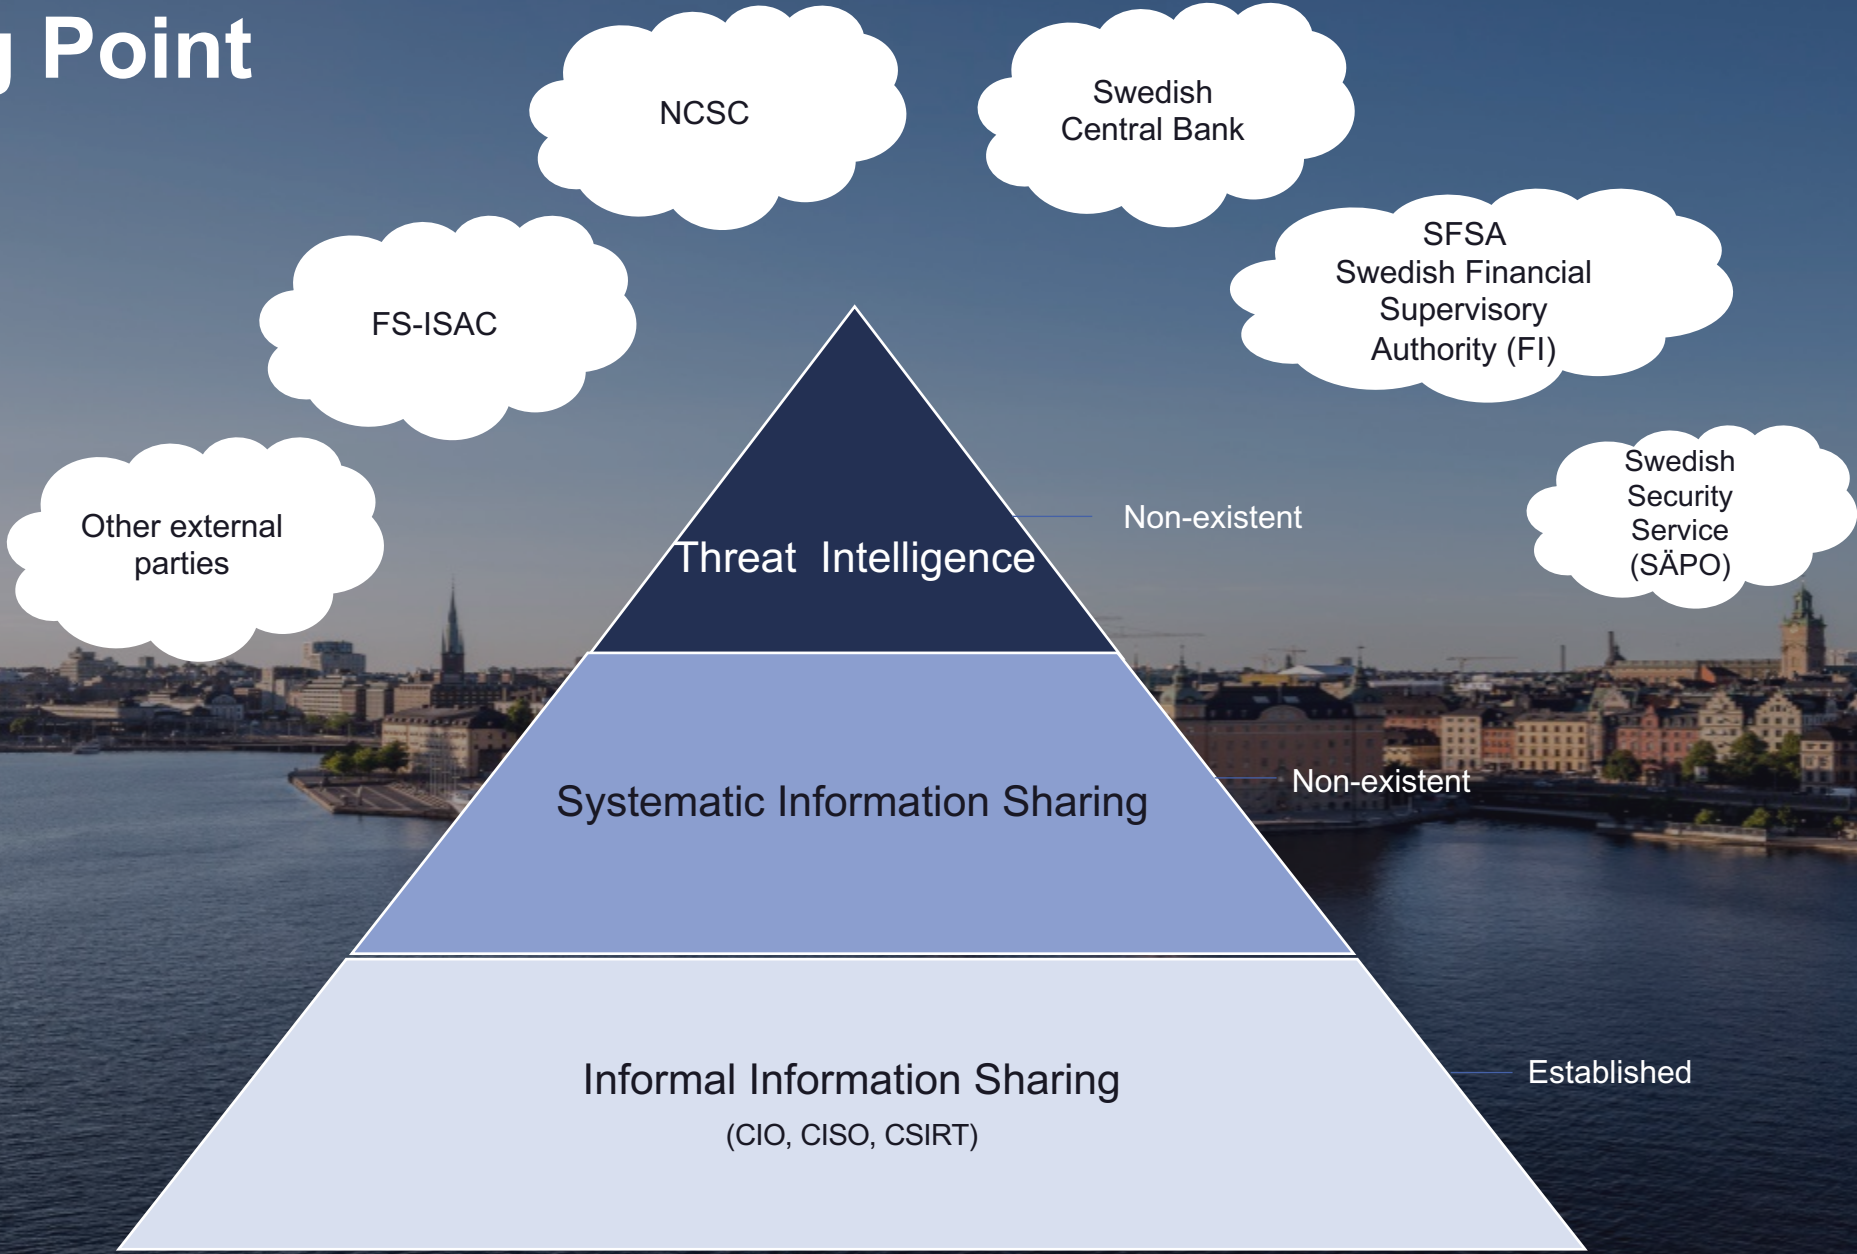 g Point
NCSC
Swedish
Central Bank
FS-ISAC
SFSA
Swedish Financial
Supervisory
Authority (FI)
Other external
parties
Swedish
Security
Service
(SÄPO)
Threat  Intelligence
Non-existent
Systematic Information Sharing
Non-existent
Informal Information Sharing
(CIO, CISO, CSIRT)
Established